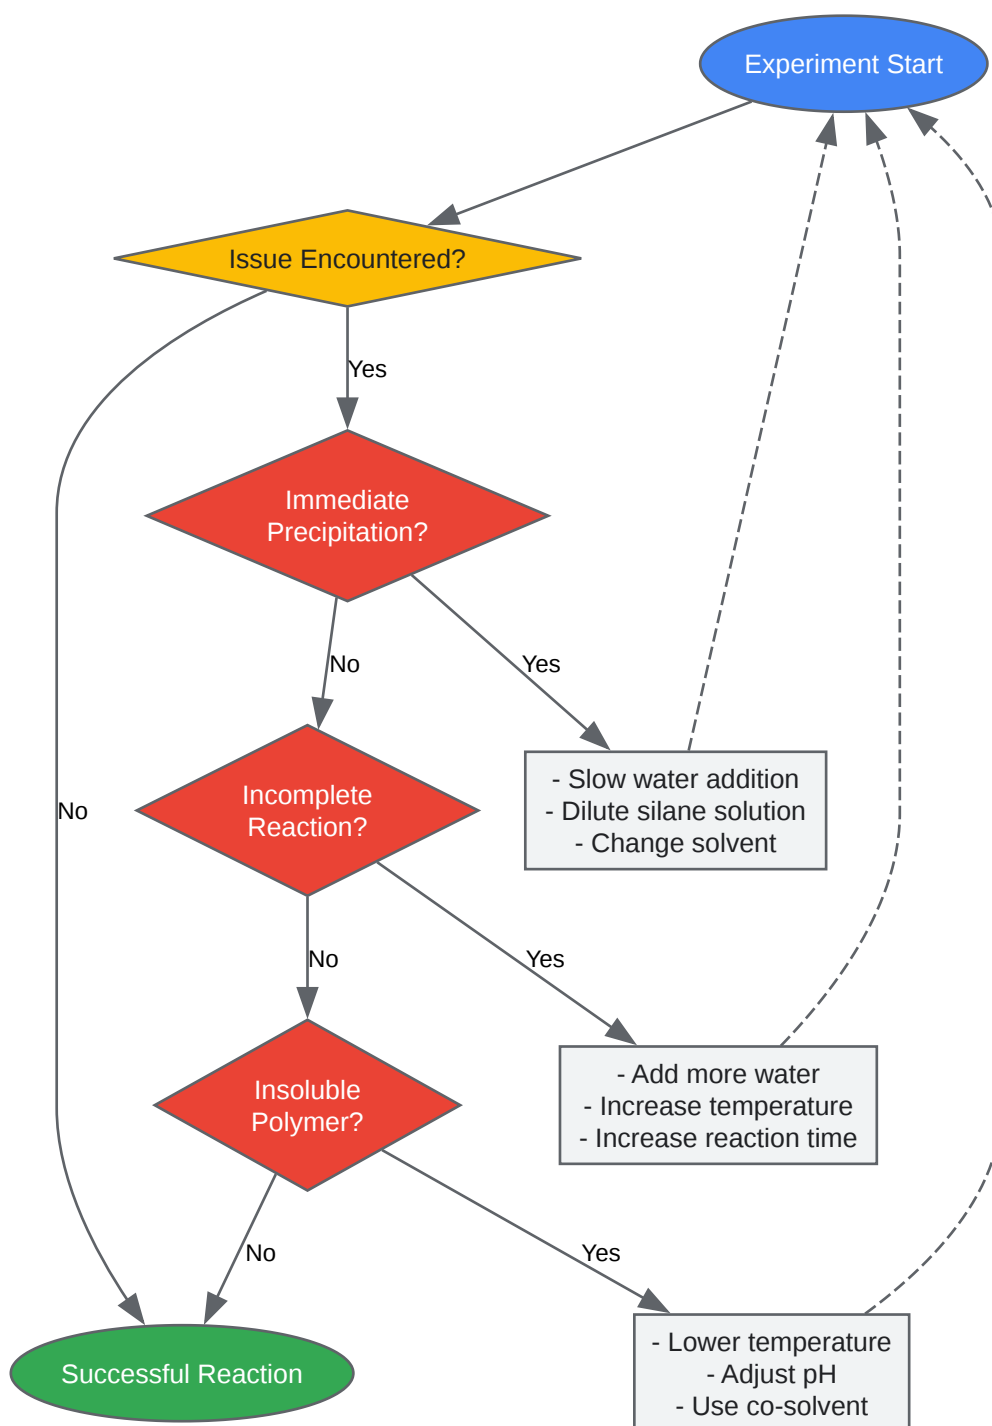 Experiment Start
Issue Encountered?
Yes
Immediate
Precipitation?
No
Yes
- Slow water addition
- Dilute silane solution
- Change solvent
Incomplete
Reaction?
No
No
Yes
- Add more water
- Increase temperature
- Increase reaction time
Insoluble
Polymer?
No
Yes
- Lower temperature
- Adjust pH
- Use co-solvent
Successful Reaction